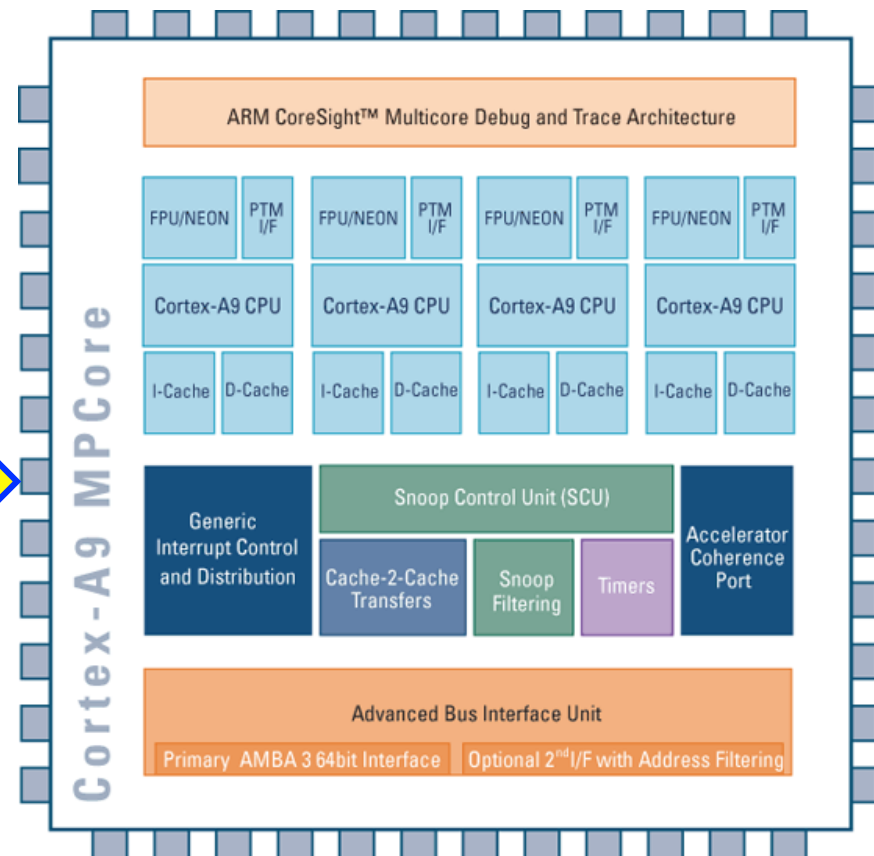 ARM CoreSight™ Multicore Debug and Trace Architecture
FPU/NEON
PTM
I/F
FPU/NEON
PTM
I/F
FPU/NEON
PTM
I/F
FPU/NEON
PTM
I/F
Cortex-A9 CPU
Cortex-A9 CPU
Cortex-A9 CPU
Cortex-A9 CPU
I-Cache
D-Cache
I-Cache
D-Cache
I-Cache
D-Cache
I-Cache
D-Cache
Cortex-A9 MPCore
Generic
Interrupt Control
and Distribution
Snoop Control Unit (SCU)
Cache-2-Cache
Transfers
Snoop
Filtering
Timers
Accelerator
Coherence
Port
Advanced Bus Interface Unit
Primary AMBA 3 64bit Interface
Optional 2nd I/F with Address Filtering